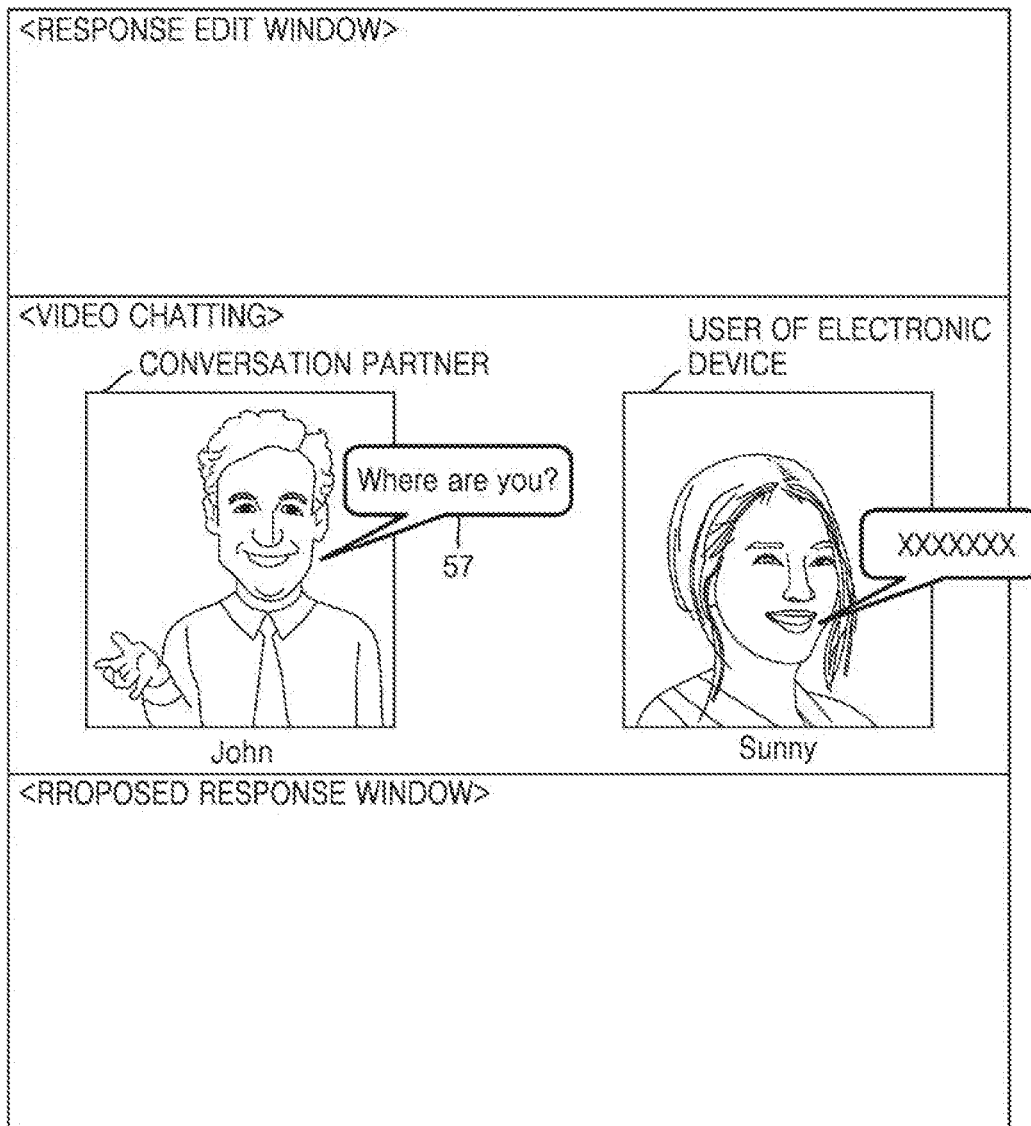 <RESPONSE EDIT WINDOW>
<VIDEO CHATTING>
CONVERSATION PARTNER
USER OF ELECTRONIC
DEVICE
Where are you?
57
XXXXXXX
John
Sunny
<RROPOSED RESPONSE WINDOW>